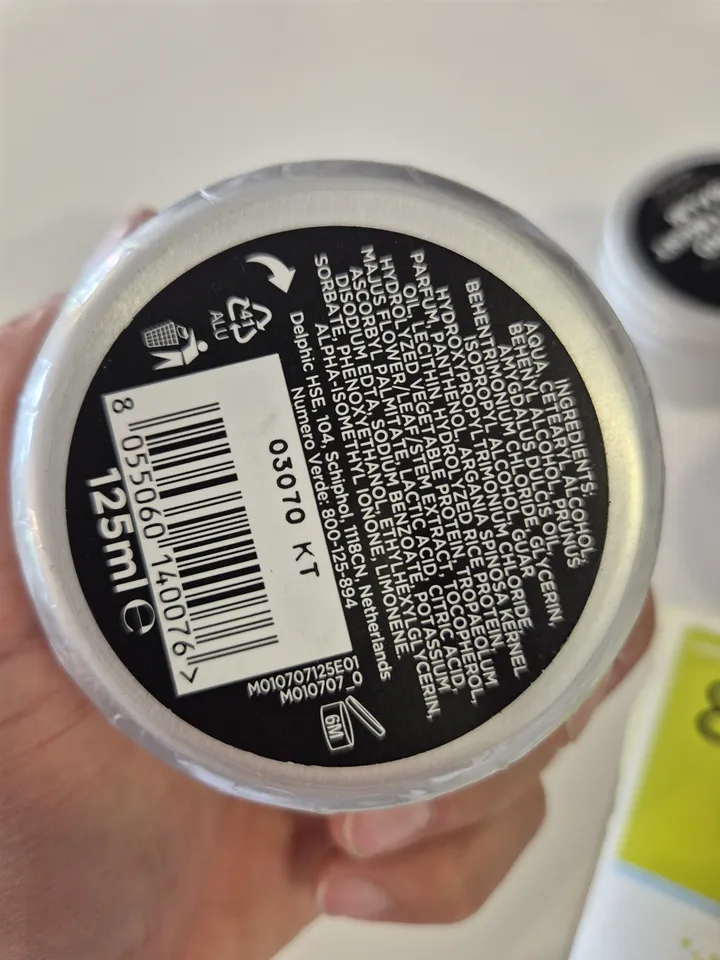 INGREDIENTS:
AQUA, CETEARYL ALCOHOL,
BEHENYL ALCOHOL, PRUNUS
AMYGDALUS DULCIS OIL,
BEHENTRIMONIUM CHLORIDE, GLYCERIN,
ISOPROPYL ALCOHOL, GUAR
HYDROXYPROPYLTRIMONIUM CHLORIDE,
PARFUM, PANTHENOL, ARGANIA SPINOSA KERNEL
OIL, LECITHIN, HYDROLYZED RICE PROTEIN,
HYDROLYZED VEGETABLE PROTEIN, TROPAEOLUM
MAJUS FLOWER/LEAF/STEM EXTRACT, TOCOPHEROL,
ASCORBYL PALMITATE, LACTIC ACID, CITRIC ACID,
DISODIUM EDTA, SODIUM BENZOATE, POTASSIUM
SORBATE, PHENOXYETHANOL, ETHYLHEXYLGLYCERIN,
ALPHA-ISOMETHYL IONONE, LIMONENE.
Delphic HSE, 104, Schiphol, 1118CN, Netherlands
Numero Verde: 800-125-894
41
ALU
03070 KT
8 055060 140076 >
125ml e
M010707125E01
M010707_0
6M